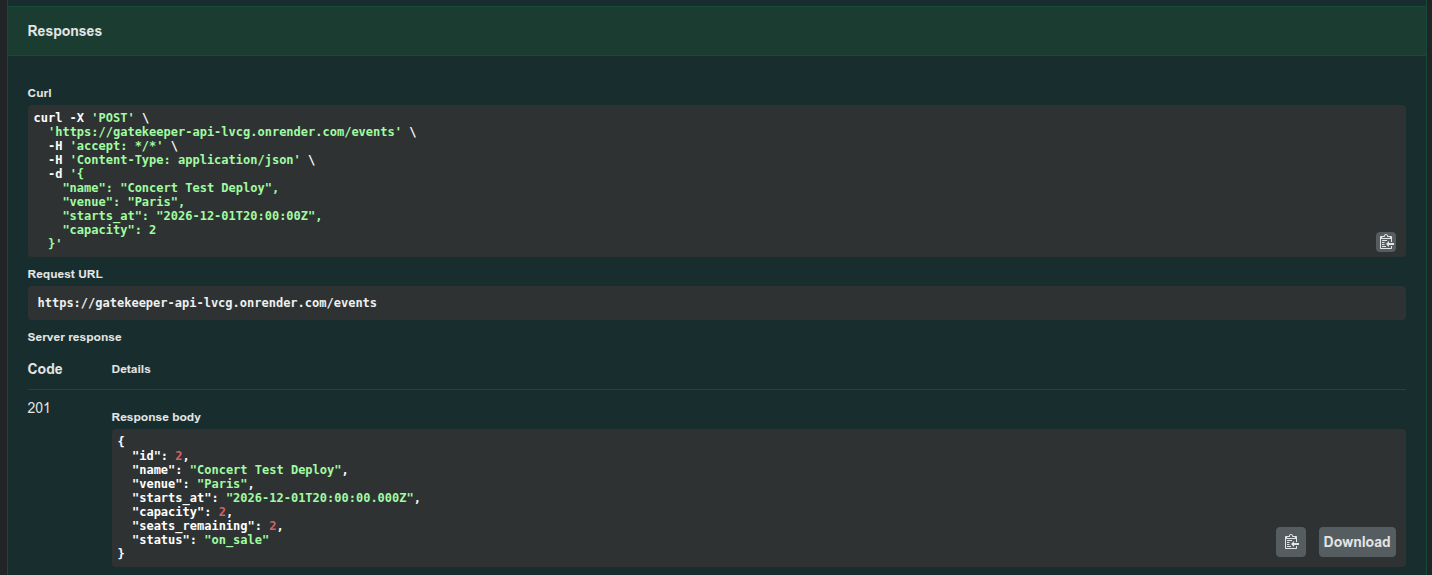 Responses
Curl
curl -X 'POST' \
  'https://gatekeeper-api-lvcg.onrender.com/events' \
  -H 'accept: */*' \
  -H 'Content-Type: application/json' \
  -d '{
    "name": "Concert Test Deploy",
    "venue": "Paris",
    "starts_at": "2026-12-01T20:00:00Z",
    "capacity": 2
  }'
Request URL
https://gatekeeper-api-lvcg.onrender.com/events
Server response
Code Details
201
Response body
{
  "id": 2,
  "name": "Concert Test Deploy",
  "venue": "Paris",
  "starts_at": "2026-12-01T20:00:00.000Z",
  "capacity": 2,
  "seats_remaining": 2,
  "status": "on_sale"
}
Download